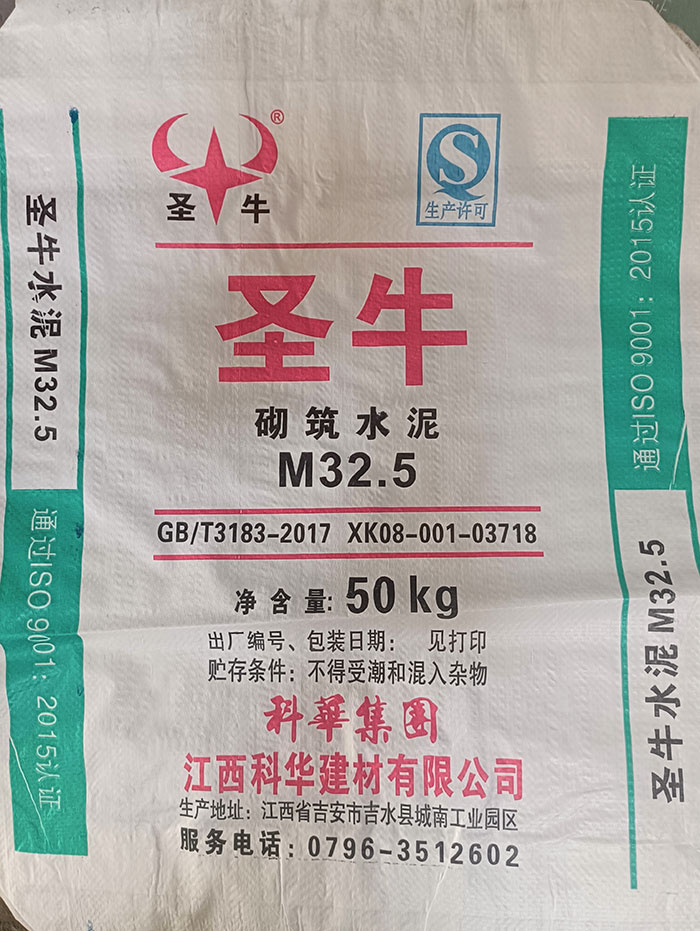 ®
圣牛
生产许可
圣牛
砌筑水泥
M32.5
GB/T3183-2017 XK08-001-03718
净含量: 50kg
出厂编号、包装日期: 见打印
贮存条件: 不得受潮和混入杂物
科華集团
江西科华建材有限公司
生产地址: 江西省吉安市吉水县城南工业园区
服务电话: 0796-3512602
圣牛水泥 M32.5
通过ISO 9001: 2015认证
通过ISO 9001: 2015认证
圣牛水泥 M32.5